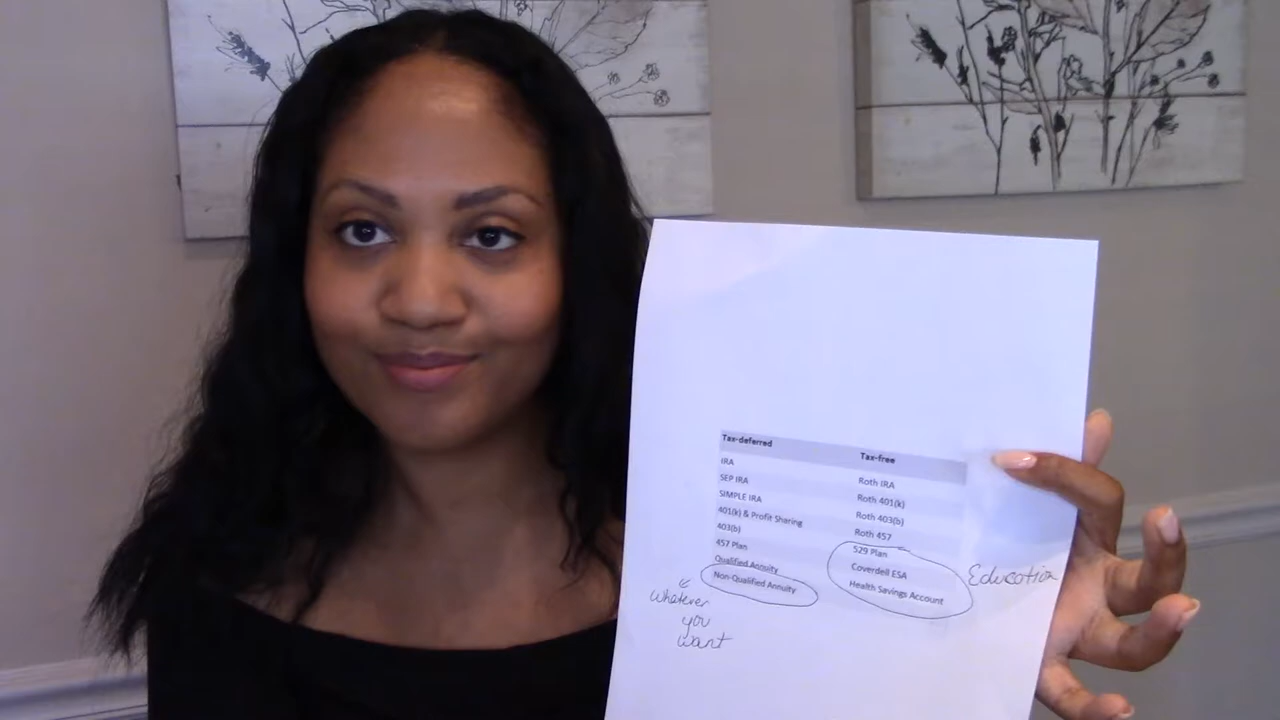 Tax-deferred Tax-free
IRA Roth IRA
SEP IRA Roth 401(k)
SIMPLE IRA Roth 403(b)
401(k) & Profit Sharing Roth 457
403(b) 529 Plan
457 Plan Coverdell ESA
Qualified Annuity Health Savings Account
Non-Qualified Annuity
Education
Whatever
you
want